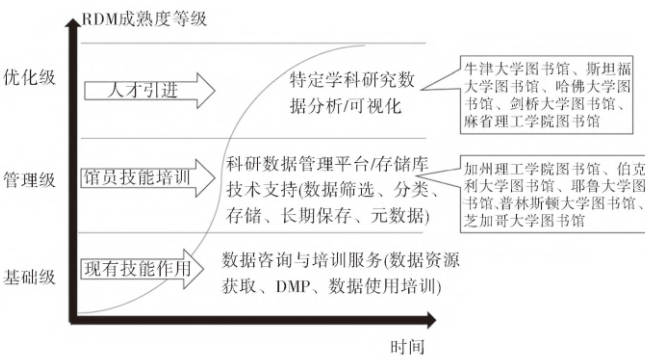 RDM成熟度等级
优化级
人才引进
特定学科研究数
据分析/可视化
牛津大学图书馆、斯坦福
大学图书馆、哈佛大学图
书馆、剑桥大学图书馆、
麻省理工学院图书馆
管理级
馆员技能培训
科研数据管理平台/存储库
技术支持(数据筛选、分类、
存储、长期保存、元数据)
加州理工学院图书馆、伯克
利大学图书馆、耶鲁大学图
书馆、普林斯顿大学图书馆、
芝加哥大学图书馆
基础级
现有技能作用
数据咨询与培训服务(数据资源
获取、DMP、数据使用培训)
时间